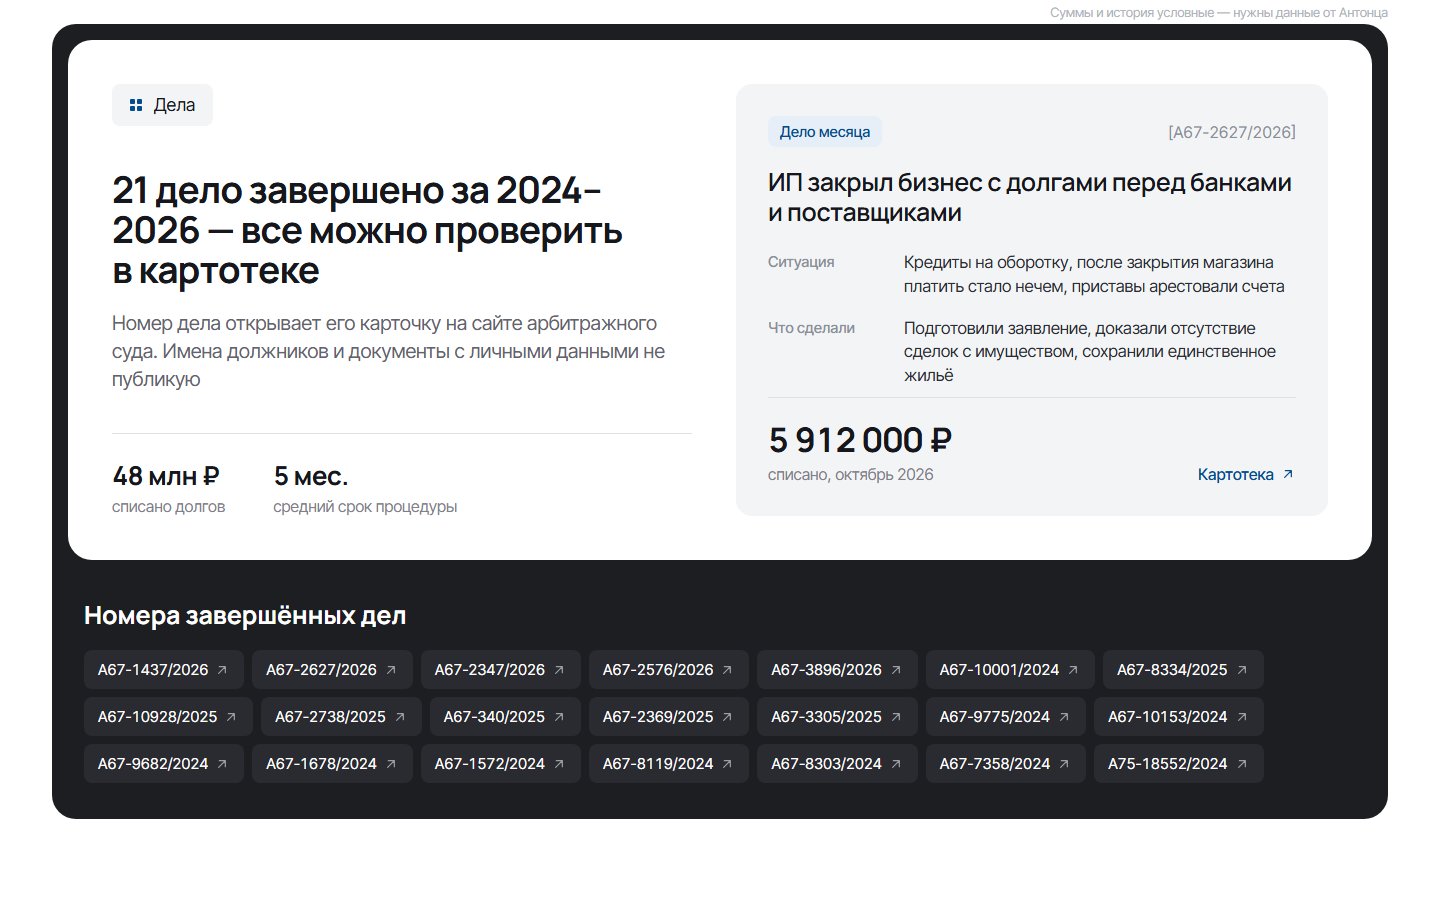 Суммы и история условные — нужны данные от Антонца
Дела
21 дело завершено за 2024–
2026 — все можно проверить
в картотеке
Номер дела открывает его карточку на сайте арбитражного
суда. Имена должников и документы с личными данными не
публикую
48 млн ₽
списано долгов
5 мес.
средний срок процедуры
Дело месяца
[А67-2627/2026]
ИП закрыл бизнес с долгами перед банками
и поставщиками
Ситуация
Кредиты на оборотку, после закрытия магазина
платить стало нечем, приставы арестовали счета
Что сделали
Подготовили заявление, доказали отсутствие
сделок с имуществом, сохранили единственное
жильё
5 912 000 ₽
списано, октябрь 2026
Картотека
Номера завершённых дел
А67-1437/2026 А67-2627/2026 А67-2347/2026 А67-2576/2026 А67-3896/2026 А67-10001/2024 А67-8334/2025
А67-10928/2025 А67-2738/2025 А67-340/2025 А67-2369/2025 А67-3305/2025 А67-9775/2024 А67-10153/2024
А67-9682/2024 А67-1678/2024 А67-1572/2024 А67-8119/2024 А67-8303/2024 А67-7358/2024 А75-18552/2024